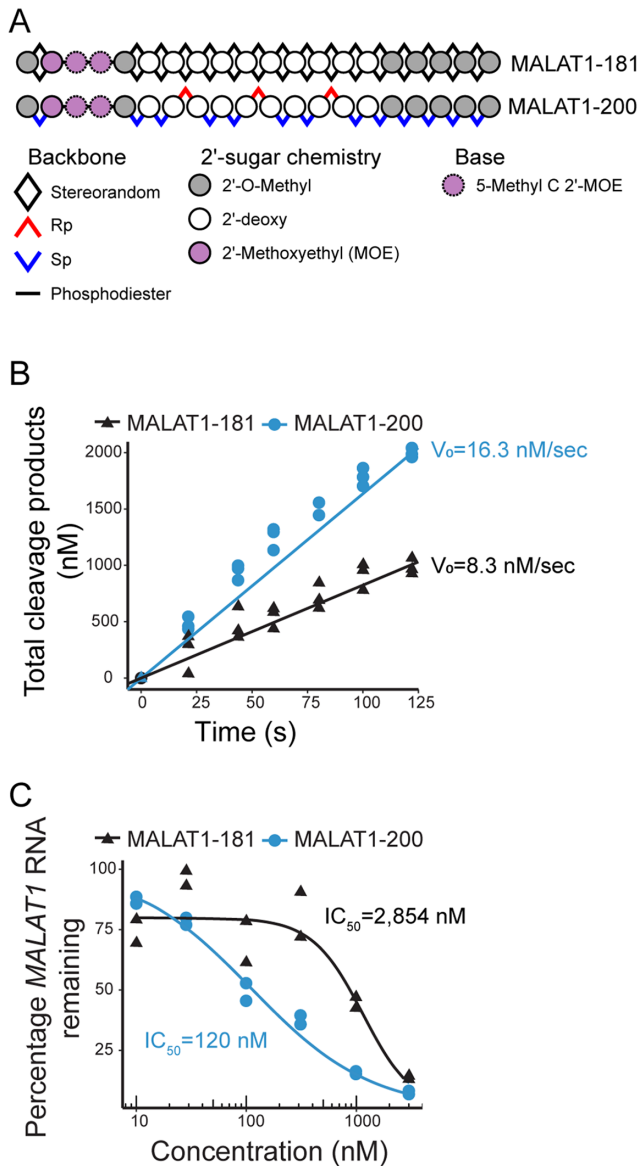 A
MALAT1-181
MALAT1-200
Backbone
Stereorandom
Rp
Sp
Phosphodiester
2'-sugar chemistry
2'-O-Methyl
2'-deoxy
2'-Methoxyethyl (MOE)
Base
5-Methyl C 2'-MOE
B
MALAT1-181 MALAT1-200
Total cleavage products
(nM)
2000
1500
1000
500
0
V₀=16.3 nM/sec
V₀=8.3 nM/sec
0 25 50 75 100 125
Time (s)
C
MALAT1-181 MALAT1-200
Percentage MALAT1 RNA
remaining
100
75
50
25
IC₅₀=2,854 nM
IC₅₀=120 nM
10 100 1000
Concentration (nM)